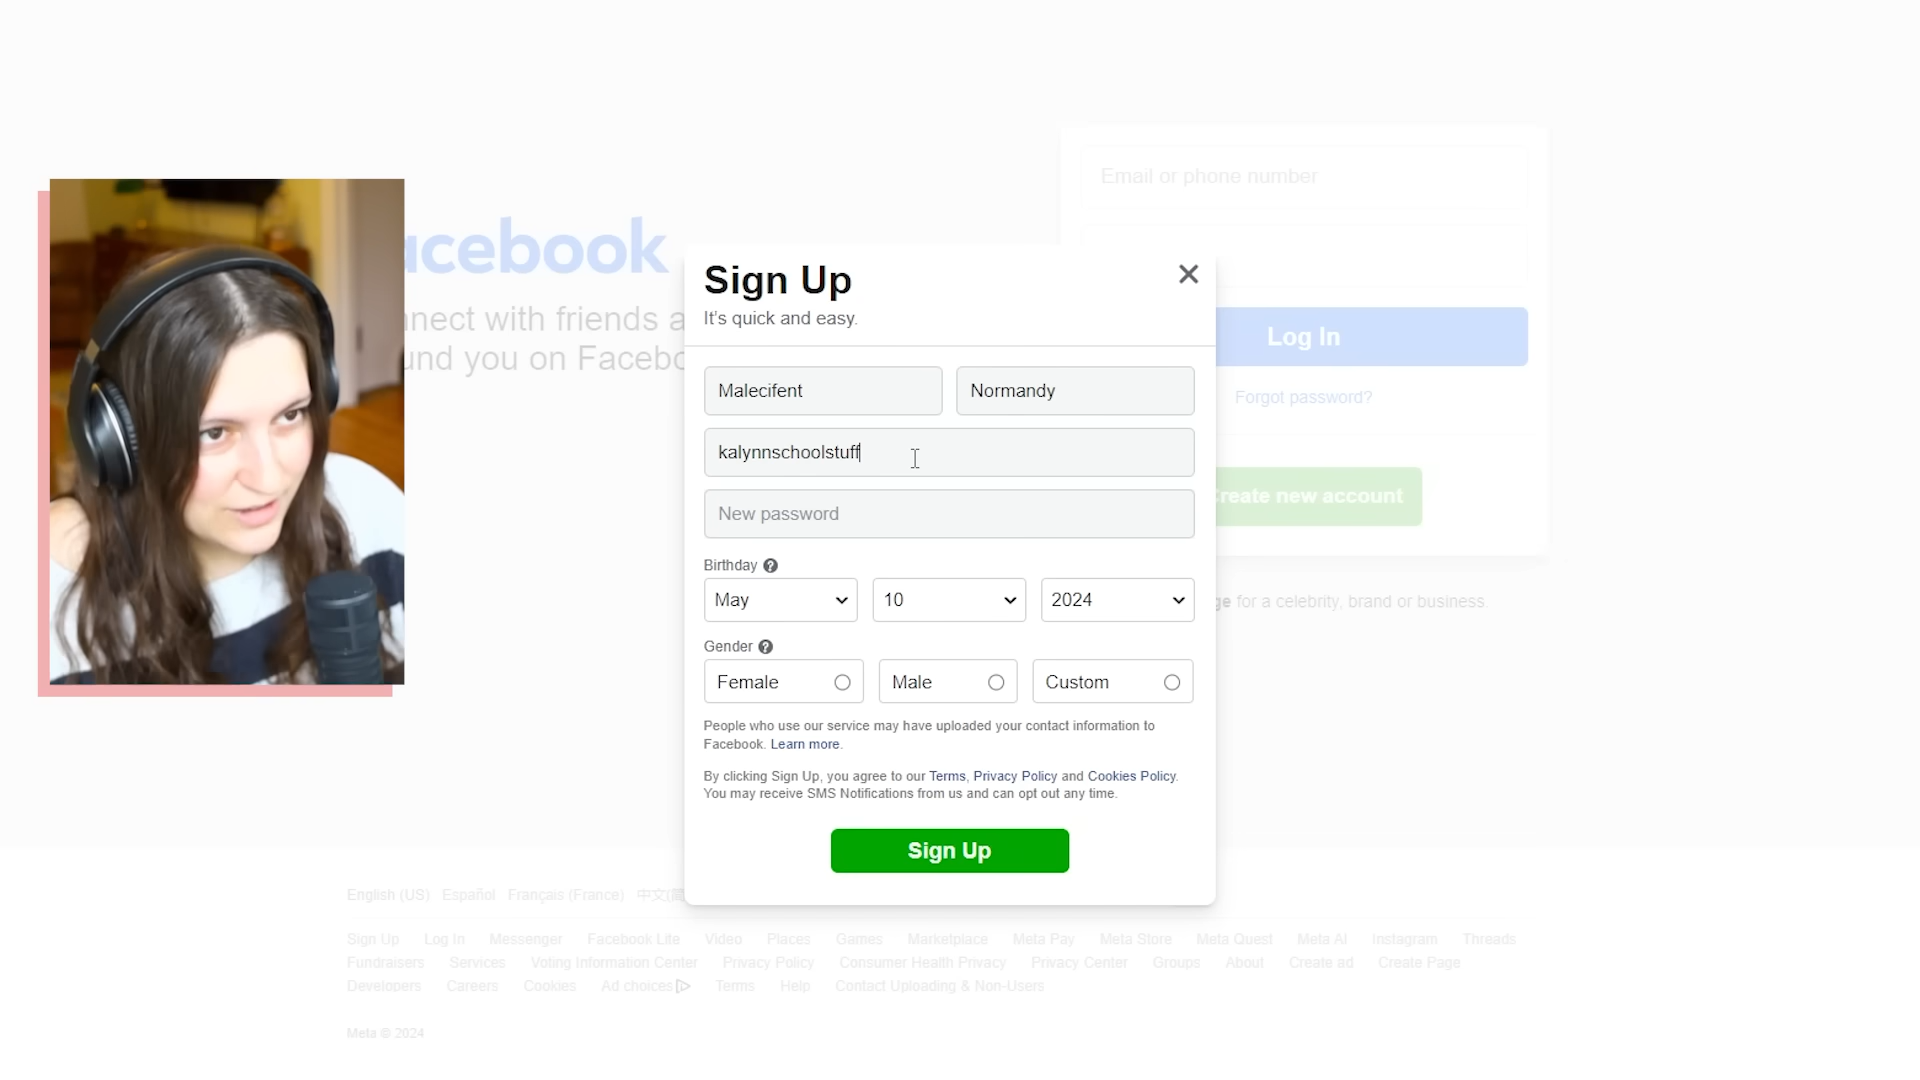 Email or phone number
acebook
nnect with friends a
und you on Facebo
Sign Up
It's quick and easy.
Log In
Malecifent
Normandy
Forgot password?
kalynnschoolstuff
New password
reate new account
Birthday
May
10
2024
ge for a celebrity, brand or business.
Gender
Female
Male
Custom
People who use our service may have uploaded your contact information to
Facebook. Learn more.
By clicking Sign Up, you agree to our Terms, Privacy Policy and Cookies Policy.
You may receive SMS Notifications from us and can opt out any time.
Sign Up
English (US) Español Français (France) 中文(简
Sign Up Log In Messenger Facebook Lite Video Places Games Marketplace Meta Pay Meta Store Meta Quest Meta AI Instagram Threads
Fundraisers Services Voting Information Center Privacy Policy Consumer Health Privacy Privacy Center Groups About Create ad Create Page
Developers Careers Cookies Ad choices Terms Help Contact Uploading & Non-Users
Meta © 2024